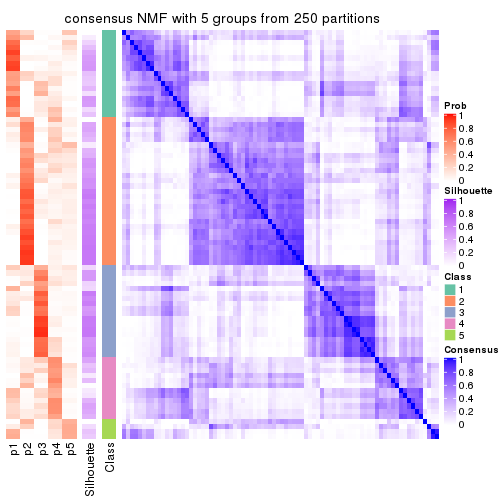 consensus NMF with 5 groups from 250 partitions
Prob
1
0.8
0.6
0.4
0.2
0
Silhouette
1
0.8
0.6
0.4
0.2
0
Class
1
2
3
4
5
Consensus
1
0.8
0.6
0.4
0.2
0
p1
p2
p3
p4
p5
Silhouette
Class